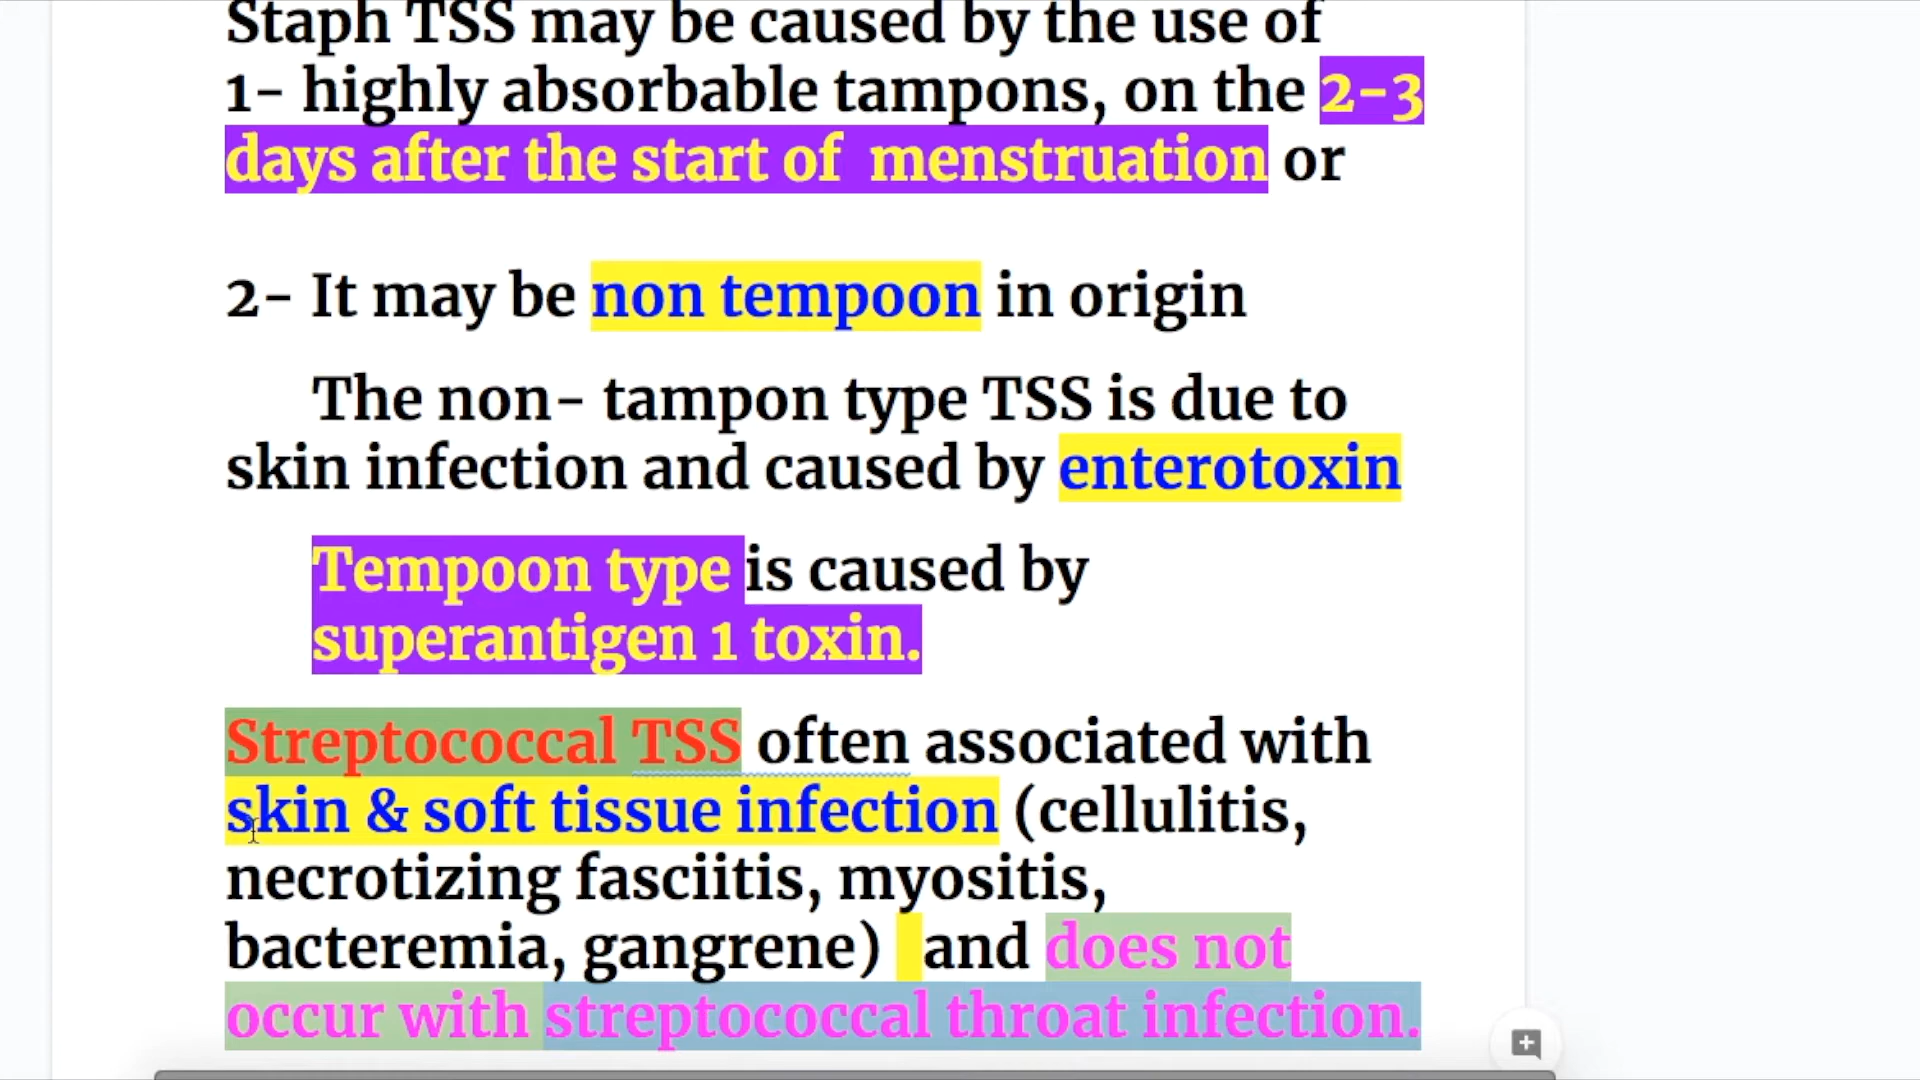 Staph TSS may be caused by the use of
1- highly absorbable tampons, on the 2-3
days after the start of  menstruation or
2- It may be non tempoon in origin
The non- tampon type TSS is due to
skin infection and caused by enterotoxin
Tempoon type is caused by
superantigen 1 toxin.
Streptococcal TSS often associated with
skin & soft tissue infection (cellulitis,
necrotizing fasciitis, myositis,
bacteremia, gangrene)  and does not
occur with streptococcal throat infection.